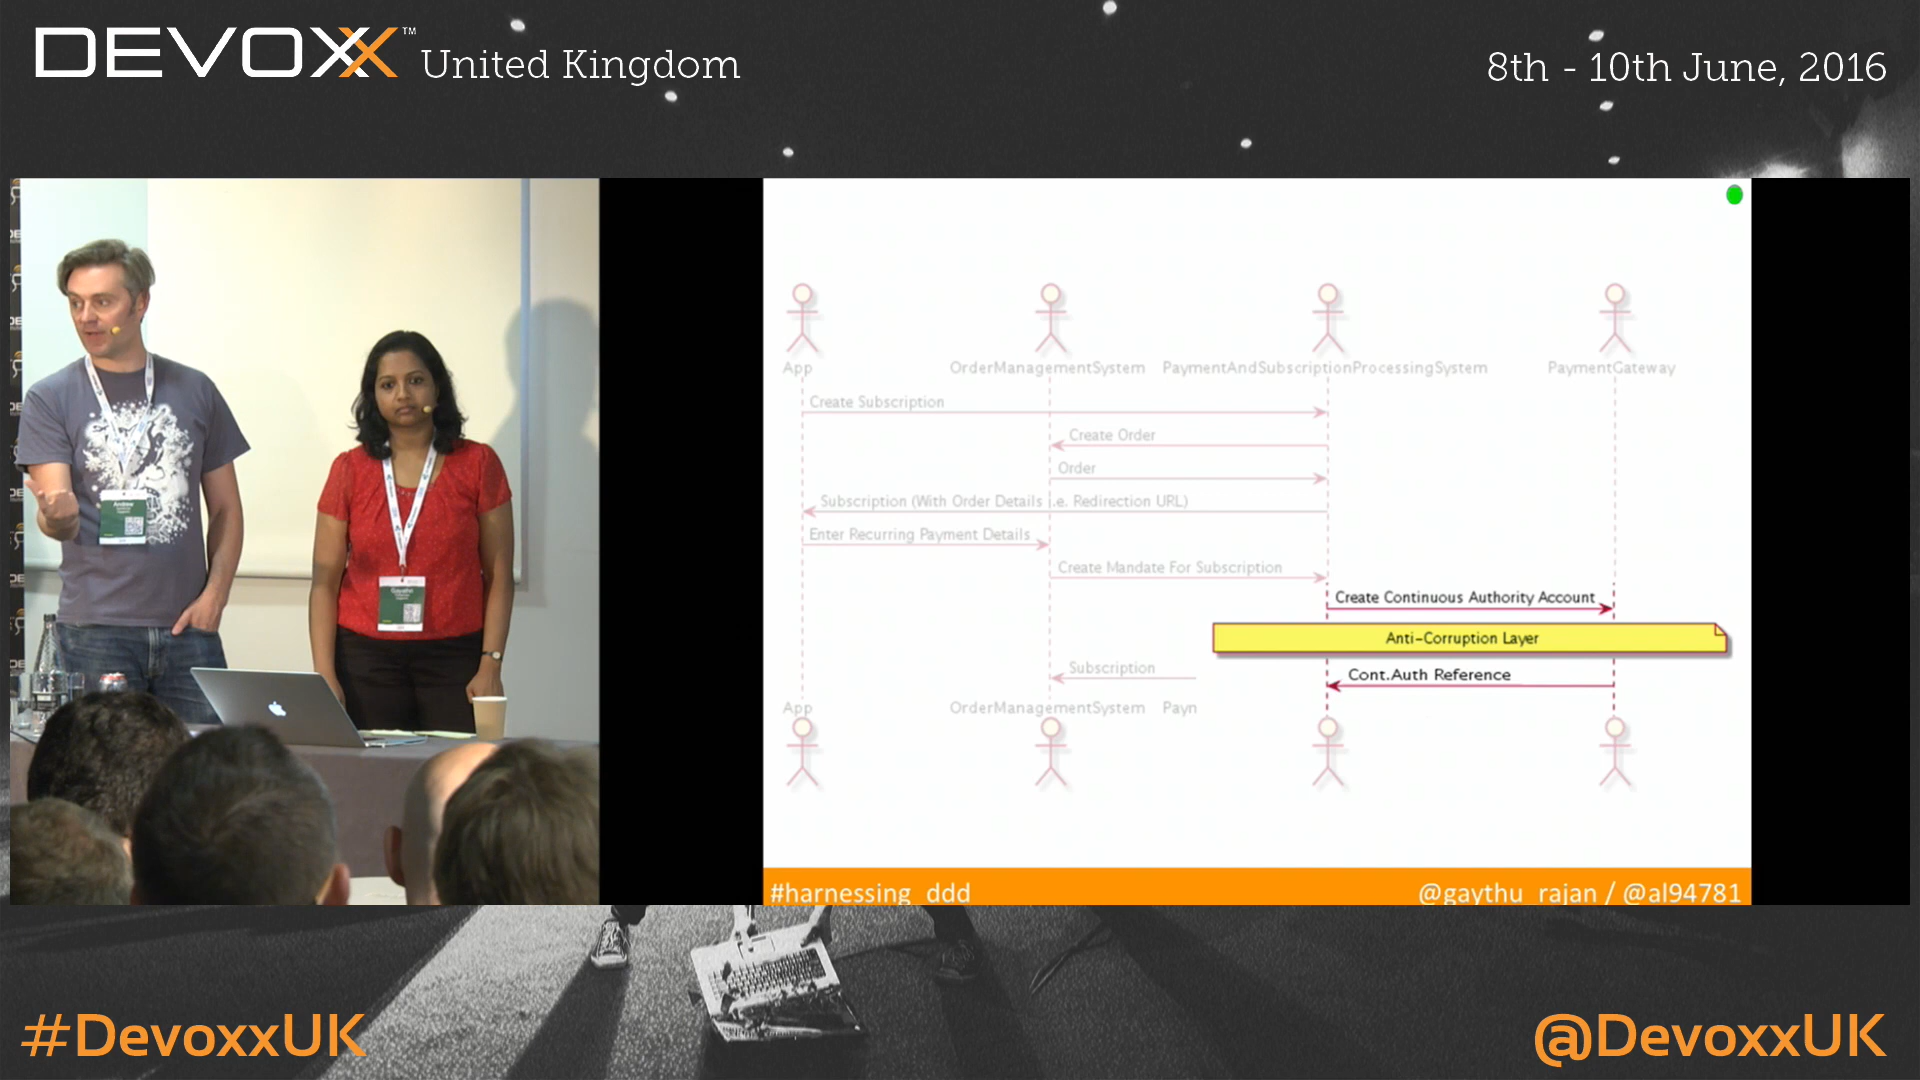 DEVOXX™ United Kingdom
8th - 10th June, 2016
App
OrderManagementSystem
PaymentAndSubscriptionProcessingSystem
PaymentGateway
Create Subscription
Create Order
Order
Subscription (With Order Details i.e. Redirection URL)
Enter Recurring Payment Details
Create Mandate For Subscription
Create Continuous Authority Account
Anti-Corruption Layer
Subscription
Cont.Auth Reference
App
OrderManagementSystem
Payn
#harnessing_ddd
@gaythu_rajan / @al94781
Andrew
#DevoxxUK
@DevoxxUK